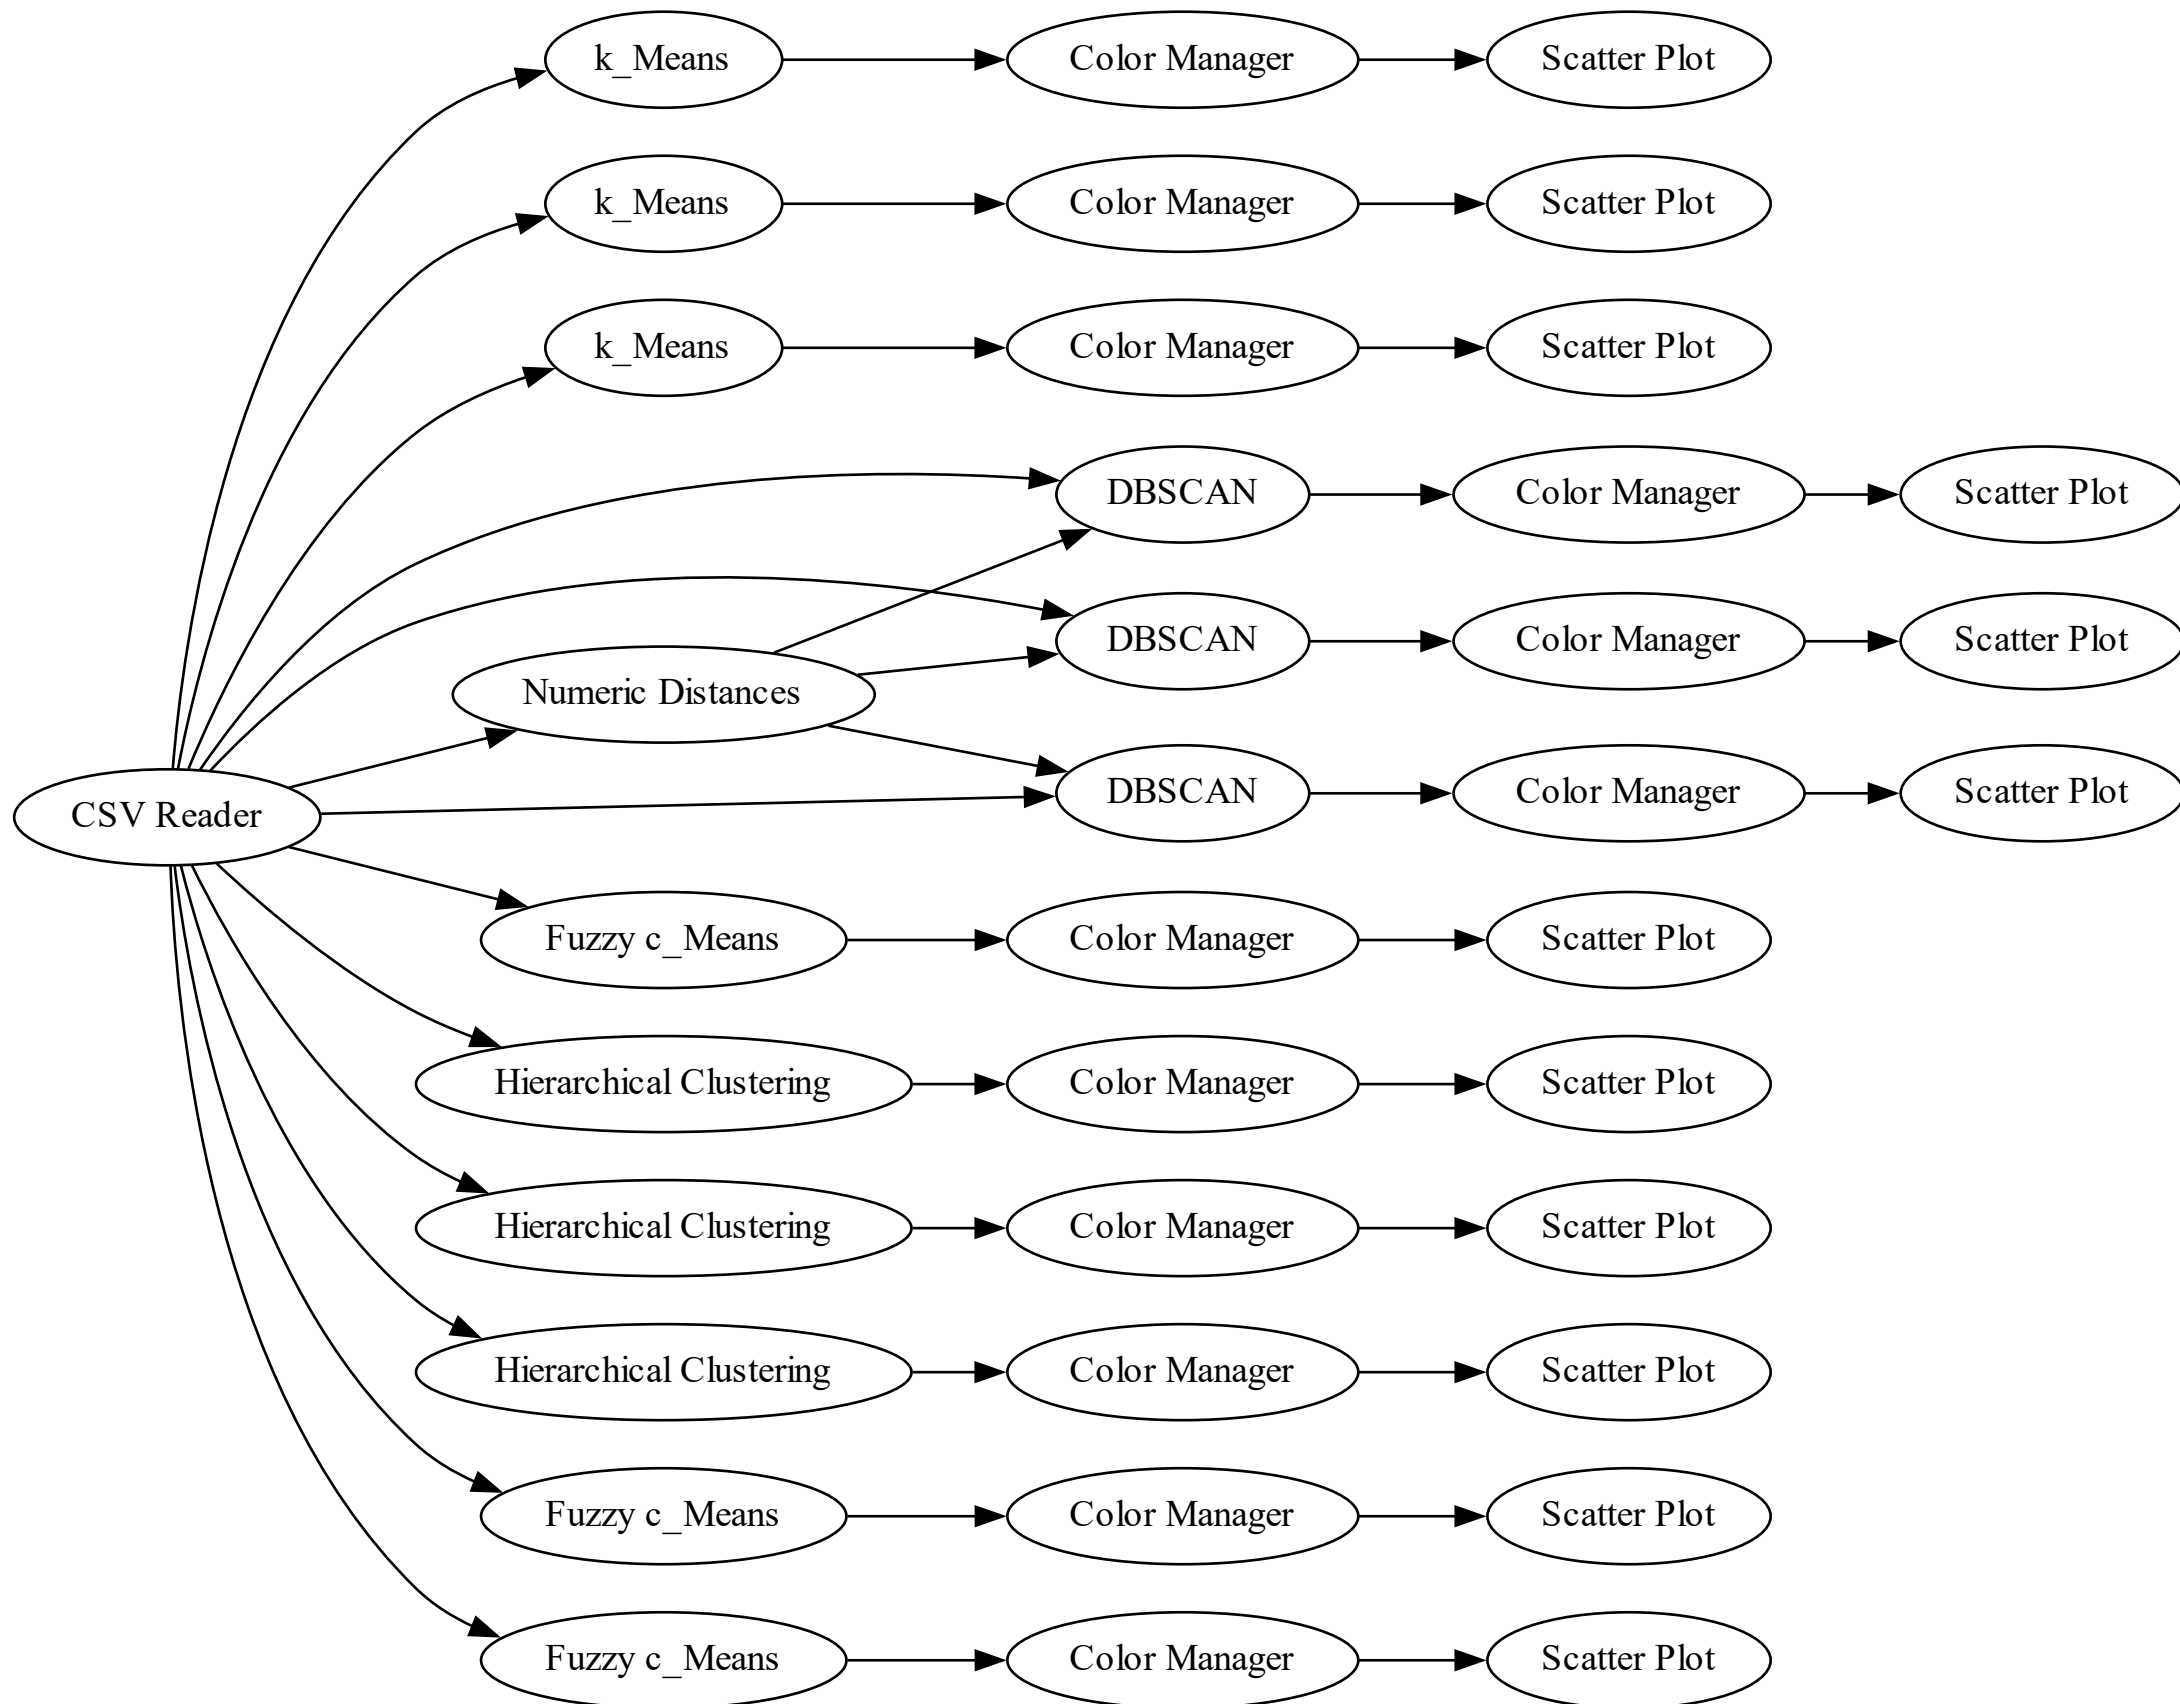 k_Means
Color Manager
Scatter Plot
k_Means
Color Manager
Scatter Plot
k_Means
Color Manager
Scatter Plot
DBSCAN
Color Manager
Scatter Plot
DBSCAN
Color Manager
Scatter Plot
Numeric Distances
DBSCAN
Color Manager
Scatter Plot
CSV Reader
Fuzzy c_Means
Color Manager
Scatter Plot
Hierarchical Clustering
Color Manager
Scatter Plot
Hierarchical Clustering
Color Manager
Scatter Plot
Hierarchical Clustering
Color Manager
Scatter Plot
Fuzzy c_Means
Color Manager
Scatter Plot
Fuzzy c_Means
Color Manager
Scatter Plot